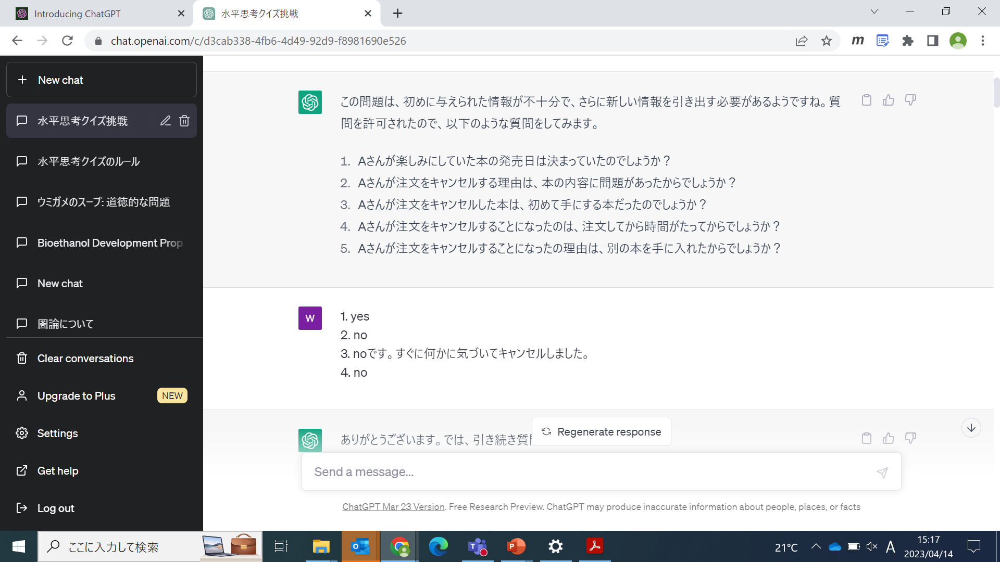 Introducing ChatGPT
水平思考クイズ挑戦
chat.openai.com/c/d3cab338-4fb6-4d49-92d9-f8981690e526
m
New chat
水平思考クイズ挑戦
水平思考クイズのルール
ウミガメのスープ: 道徳的な問題
Bioethanol Development Prop
New chat
圏論について
Clear conversations
Upgrade to Plus
NEW
Settings
Get help
Log out
この問題は、初めに与えられた情報が不十分で、さらに新しい情報を引き出す必要があるようですね。質
問を許可されたので、以下のような質問をしてみます。
1. Aさんが楽しみにしていた本の発売日は決まっていたのでしょうか？
2. Aさんが注文をキャンセルする理由は、本の内容に問題があったからでしょうか？
3. Aさんが注文をキャンセルした本は、初めて手にする本だったのでしょうか？
4. Aさんが注文をキャンセルすることになったのは、注文してから時間がたってからでしょうか？
5. Aさんが注文をキャンセルすることになったの理由は、別の本を手に入れたからでしょうか？
W
1. yes
2. no
3. noです。すぐに何かに気づいてキャンセルしました。
4. no
ありがとうございます。では、引き続き質
Regenerate response
Send a message...
ChatGPT Mar 23 Version. Free Research Preview. ChatGPT may produce inaccurate information about people, places, or facts
ここに入力して検索
21°C
A
15:17
2023/04/14